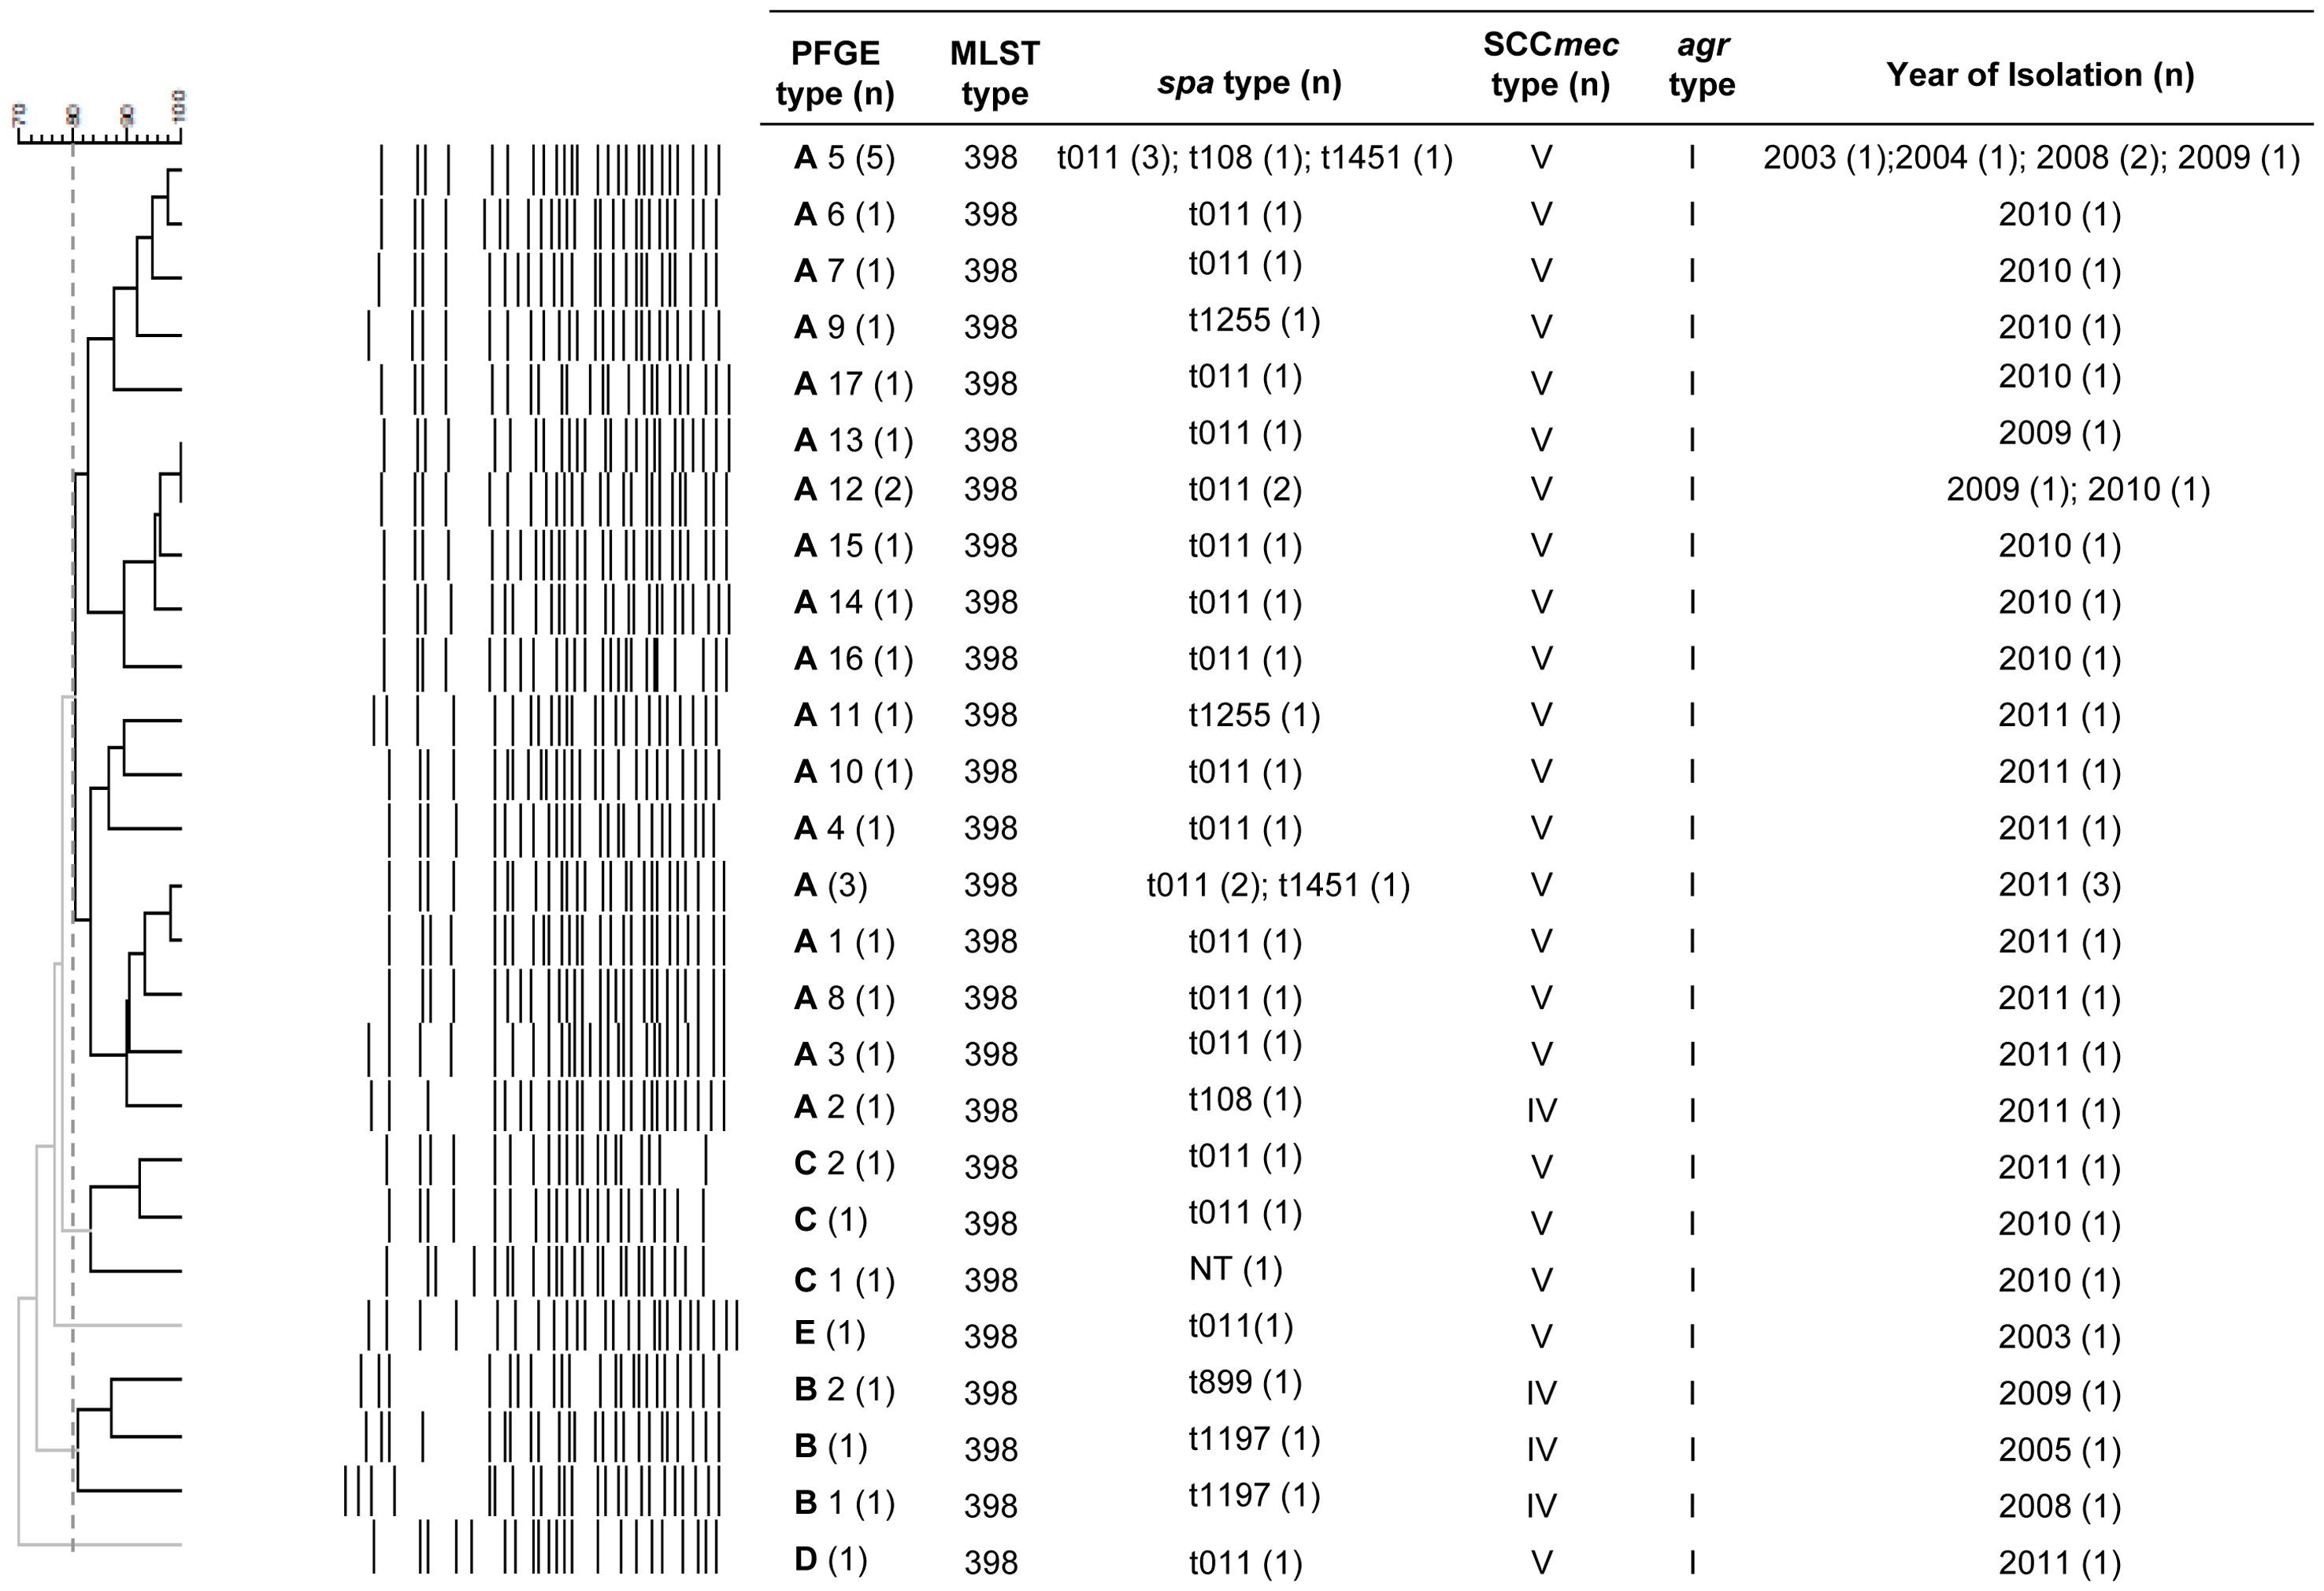 70 80 90 100
PFGE type (n) MLST type spa type (n) SCCmec type (n) agr type Year of Isolation (n)
A 5 (5) 398 t011 (3); t108 (1); t1451 (1) V I 2003 (1);2004 (1); 2008 (2); 2009 (1)
A 6 (1) 398 t011 (1) V I 2010 (1)
A 7 (1) 398 t011 (1) V I 2010 (1)
A 9 (1) 398 t1255 (1) V I 2010 (1)
A 17 (1) 398 t011 (1) V I 2010 (1)
A 13 (1) 398 t011 (1) V I 2009 (1)
A 12 (2) 398 t011 (2) V I 2009 (1); 2010 (1)
A 15 (1) 398 t011 (1) V I 2010 (1)
A 14 (1) 398 t011 (1) V I 2010 (1)
A 16 (1) 398 t011 (1) V I 2010 (1)
A 11 (1) 398 t1255 (1) V I 2011 (1)
A 10 (1) 398 t011 (1) V I 2011 (1)
A 4 (1) 398 t011 (1) V I 2011 (1)
A (3) 398 t011 (2); t1451 (1) V I 2011 (3)
A 1 (1) 398 t011 (1) V I 2011 (1)
A 8 (1) 398 t011 (1) V I 2011 (1)
A 3 (1) 398 t011 (1) V I 2011 (1)
A 2 (1) 398 t108 (1) IV I 2011 (1)
C 2 (1) 398 t011 (1) V I 2011 (1)
C (1) 398 t011 (1) V I 2010 (1)
C 1 (1) 398 NT (1) V I 2010 (1)
E (1) 398 t011(1) V I 2003 (1)
B 2 (1) 398 t899 (1) IV I 2009 (1)
B (1) 398 t1197 (1) IV I 2005 (1)
B 1 (1) 398 t1197 (1) IV I 2008 (1)
D (1) 398 t011 (1) V I 2011 (1)